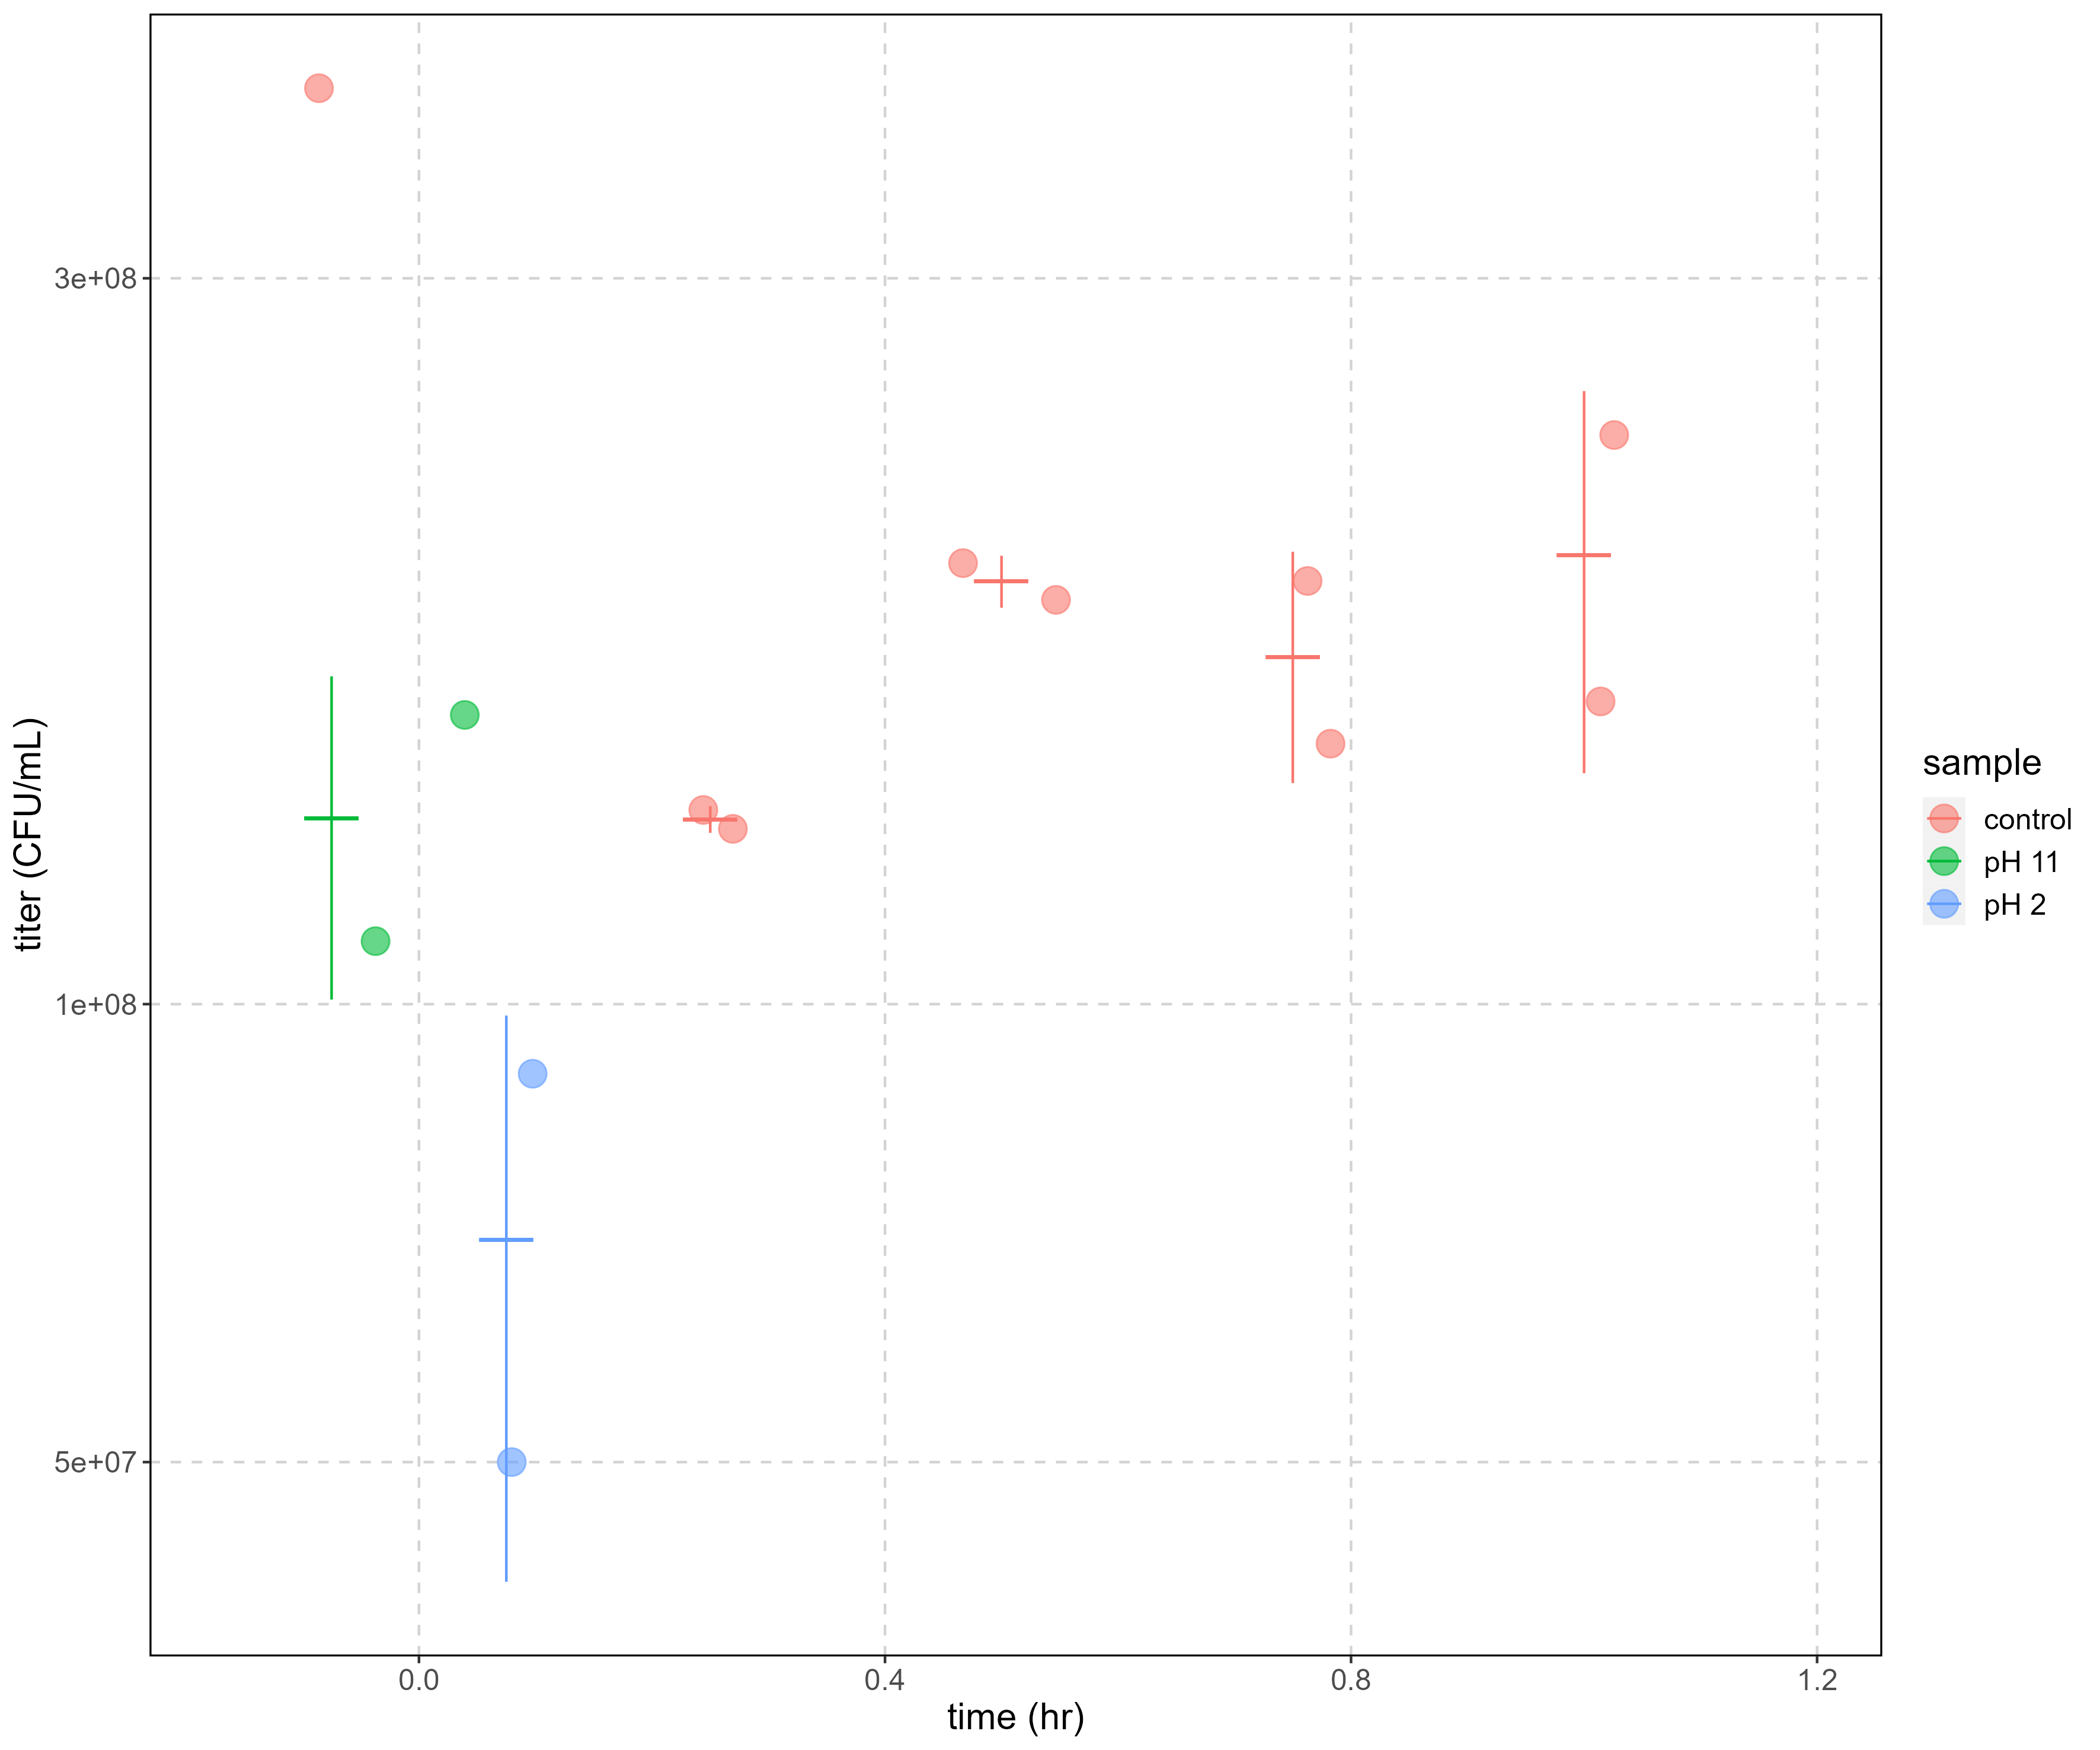 titer (CFU/mL)
3e+08
1e+08
5e+07
0.0
0.4
0.8
1.2
time (hr)
sample
control
pH 11
pH 2